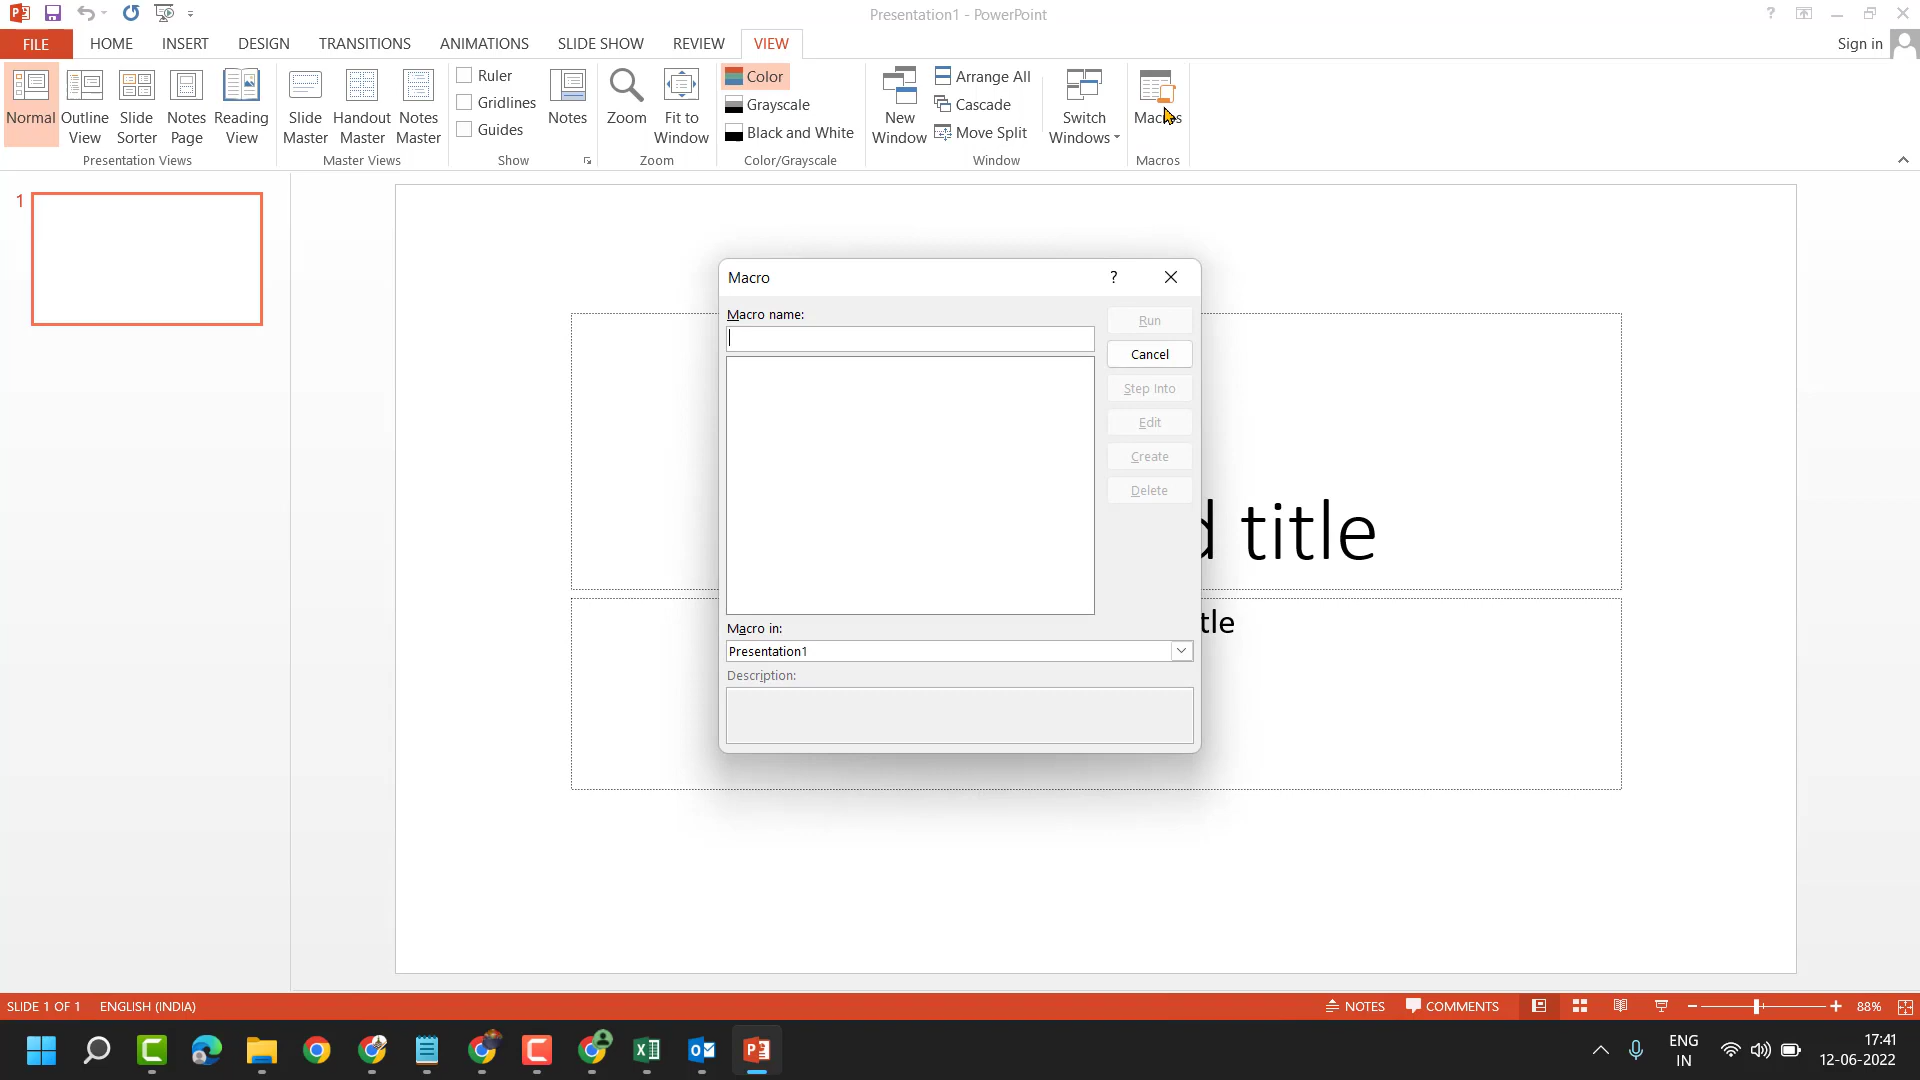 Presentation1 - PowerPoint
?
FILE HOME INSERT DESIGN TRANSITIONS ANIMATIONS SLIDE SHOW REVIEW VIEW
Sign in
Normal
Outline View
Slide Sorter
Notes Page
Reading View
Presentation Views
Slide Master
Handout Master
Notes Master
Master Views
Ruler
Gridlines
Guides
Notes
Show
Zoom
Fit to Window
Zoom
Color
Grayscale
Black and White
Color/Grayscale
New Window
Arrange All
Cascade
Move Split
Switch Windows
Window
Macros
Macros
1
Macro
?
Macro name:
Run
Cancel
Step Into
Edit
Create
Delete
Macro in:
Presentation1
Description:
d title
tle
SLIDE 1 OF 1 ENGLISH (INDIA)
NOTES COMMENTS 88%
ENG
IN
17:41
12-06-2022